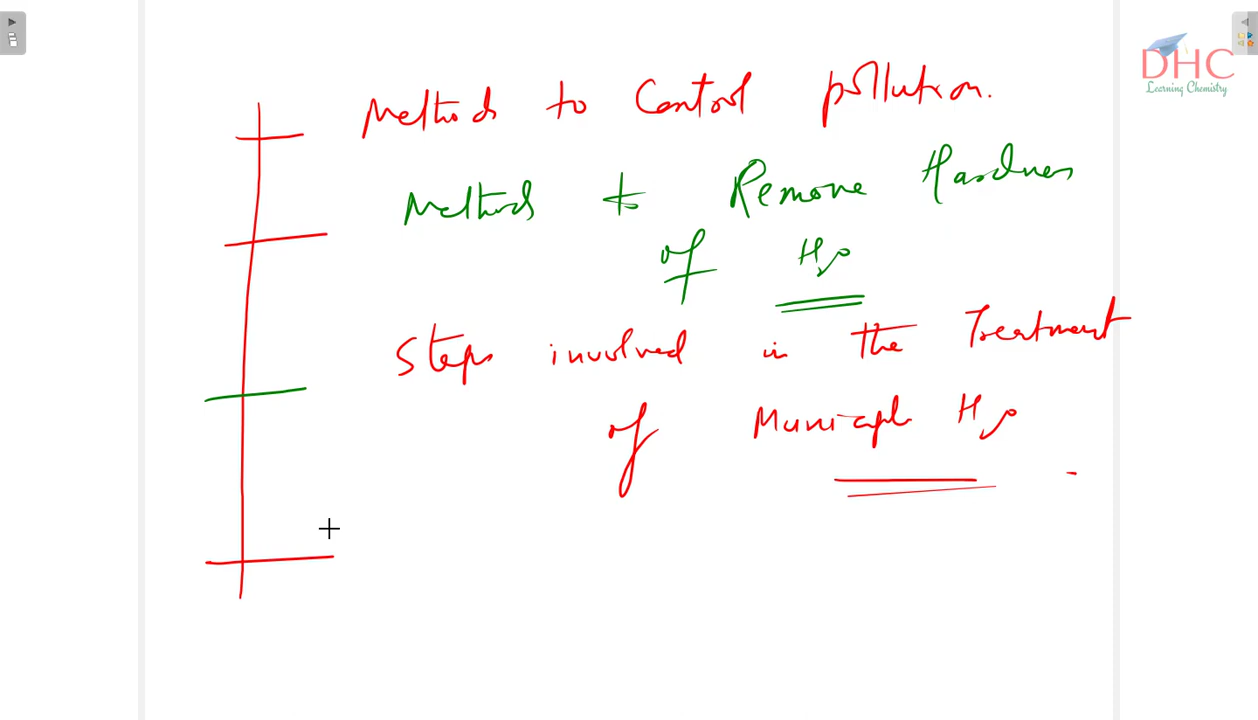 DHC
Learning Chemistry
Methods to Control pollution.
Methods to Remove Hardness
of H₂O
Steps involved in the Treatment
of Municipl H₂O